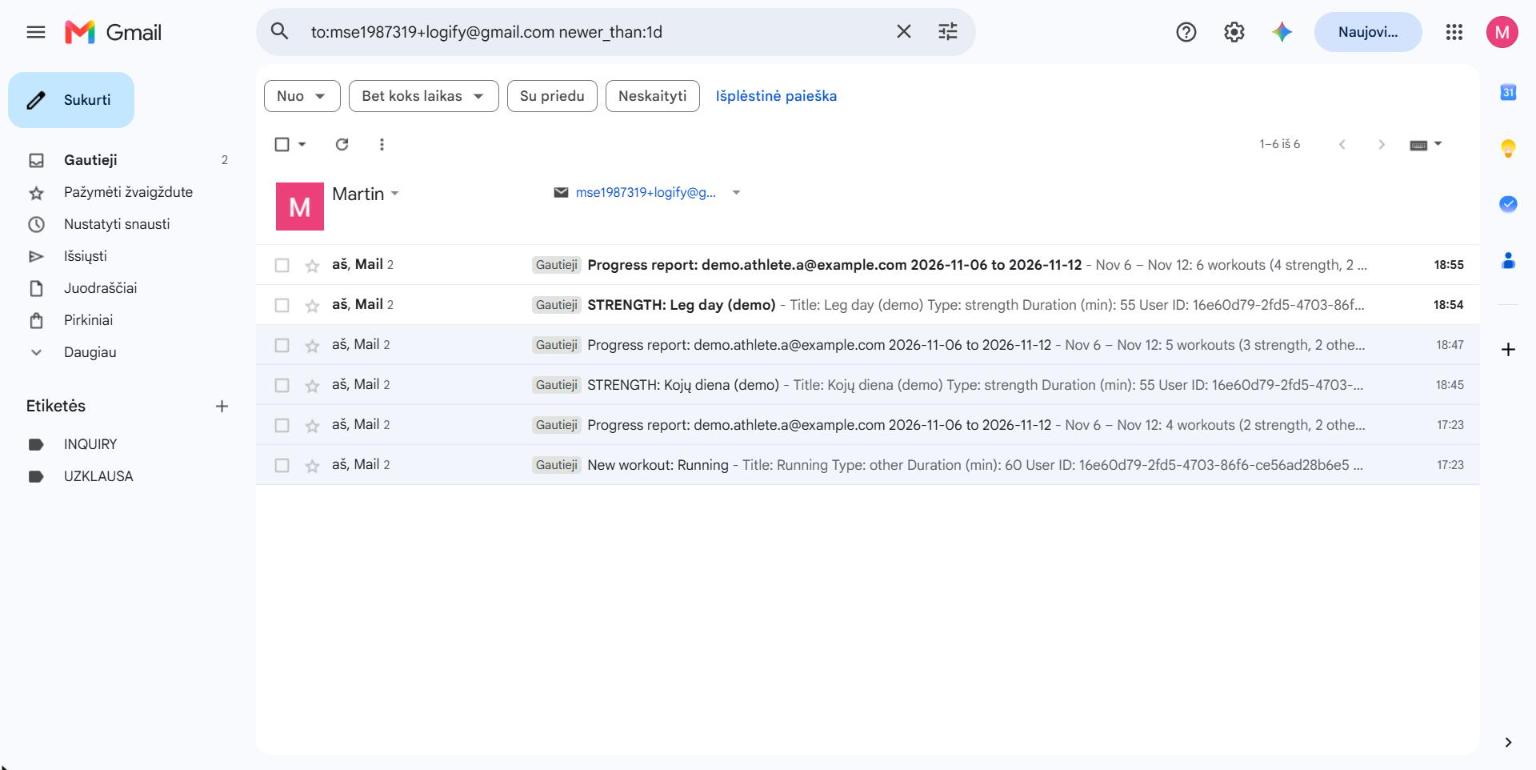 Gmail
to:mse1987319+logify@gmail.com newer_than:1d
Naujovi...
M
Sukurti
Nuo
Bet koks laikas
Su priedu
Neskaityti
Išplėstinė paieška
31
1–6 iš 6
Gautieji 2
Pažymėti žvaigždute
Nustatyti snausti
Išsiųsti
Juodraščiai
Pirkiniai
Daugiau
Etiketės
INQUIRY
UZKLAUSA
M
Martin
mse1987319+logify@g...
aš, Mail 2 Gautieji Progress report: demo.athlete.a@example.com 2026-11-06 to 2026-11-12 - Nov 6 – Nov 12: 6 workouts (4 strength, 2 ... 18:55
aš, Mail 2 Gautieji STRENGTH: Leg day (demo) - Title: Leg day (demo) Type: strength Duration (min): 55 User ID: 16e60d79-2fd5-4703-86f... 18:54
aš, Mail 2 Gautieji Progress report: demo.athlete.a@example.com 2026-11-06 to 2026-11-12 - Nov 6 – Nov 12: 5 workouts (3 strength, 2 othe... 18:47
aš, Mail 2 Gautieji STRENGTH: Kojų diena (demo) - Title: Kojų diena (demo) Type: strength Duration (min): 55 User ID: 16e60d79-2fd5-4703-... 18:45
aš, Mail 2 Gautieji Progress report: demo.athlete.a@example.com 2026-11-06 to 2026-11-12 - Nov 6 – Nov 12: 4 workouts (2 strength, 2 othe... 17:23
aš, Mail 2 Gautieji New workout: Running - Title: Running Type: other Duration (min): 60 User ID: 16e60d79-2fd5-4703-86f6-ce56ad28b6e5 ... 17:23